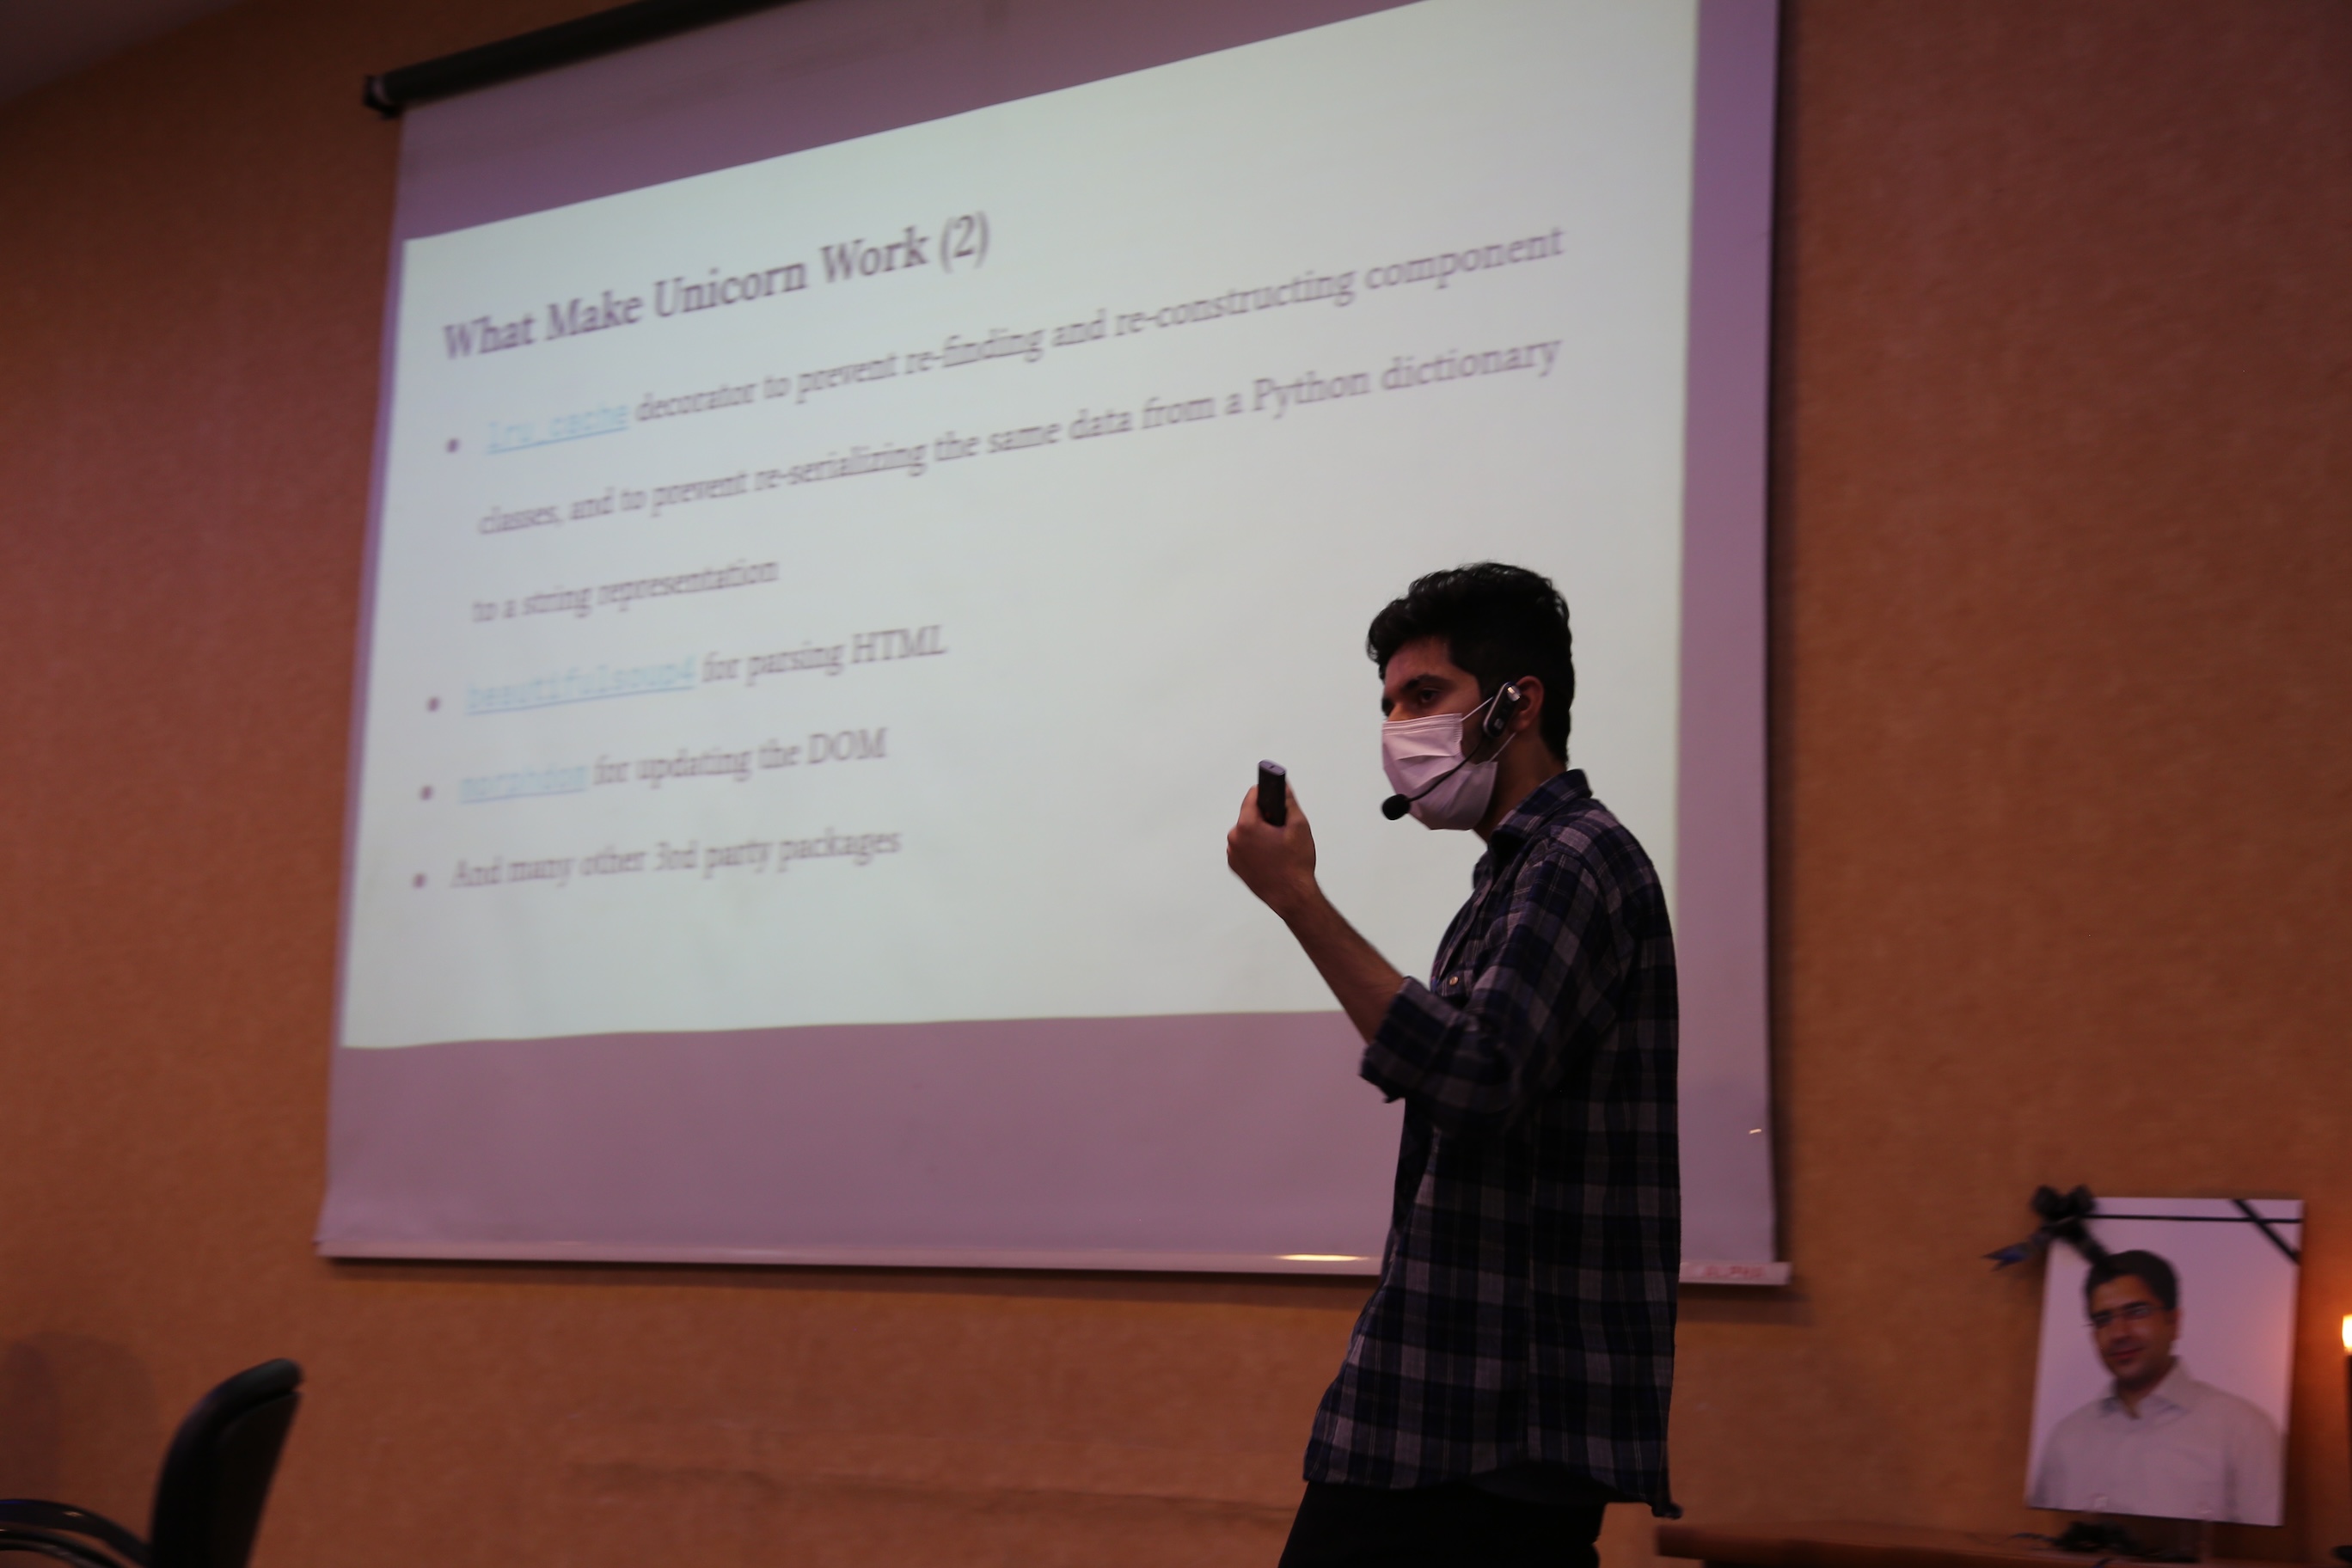 What Make Unicorn Work (2)
• lru_cache decorator to prevent re-finding and re-constructing component
classes, and to prevent re-serializing the same data from a Python dictionary
to a string representation
• beautifulsoup4 for parsing HTML
• morphdom for updating the DOM
• And many other 3rd party packages